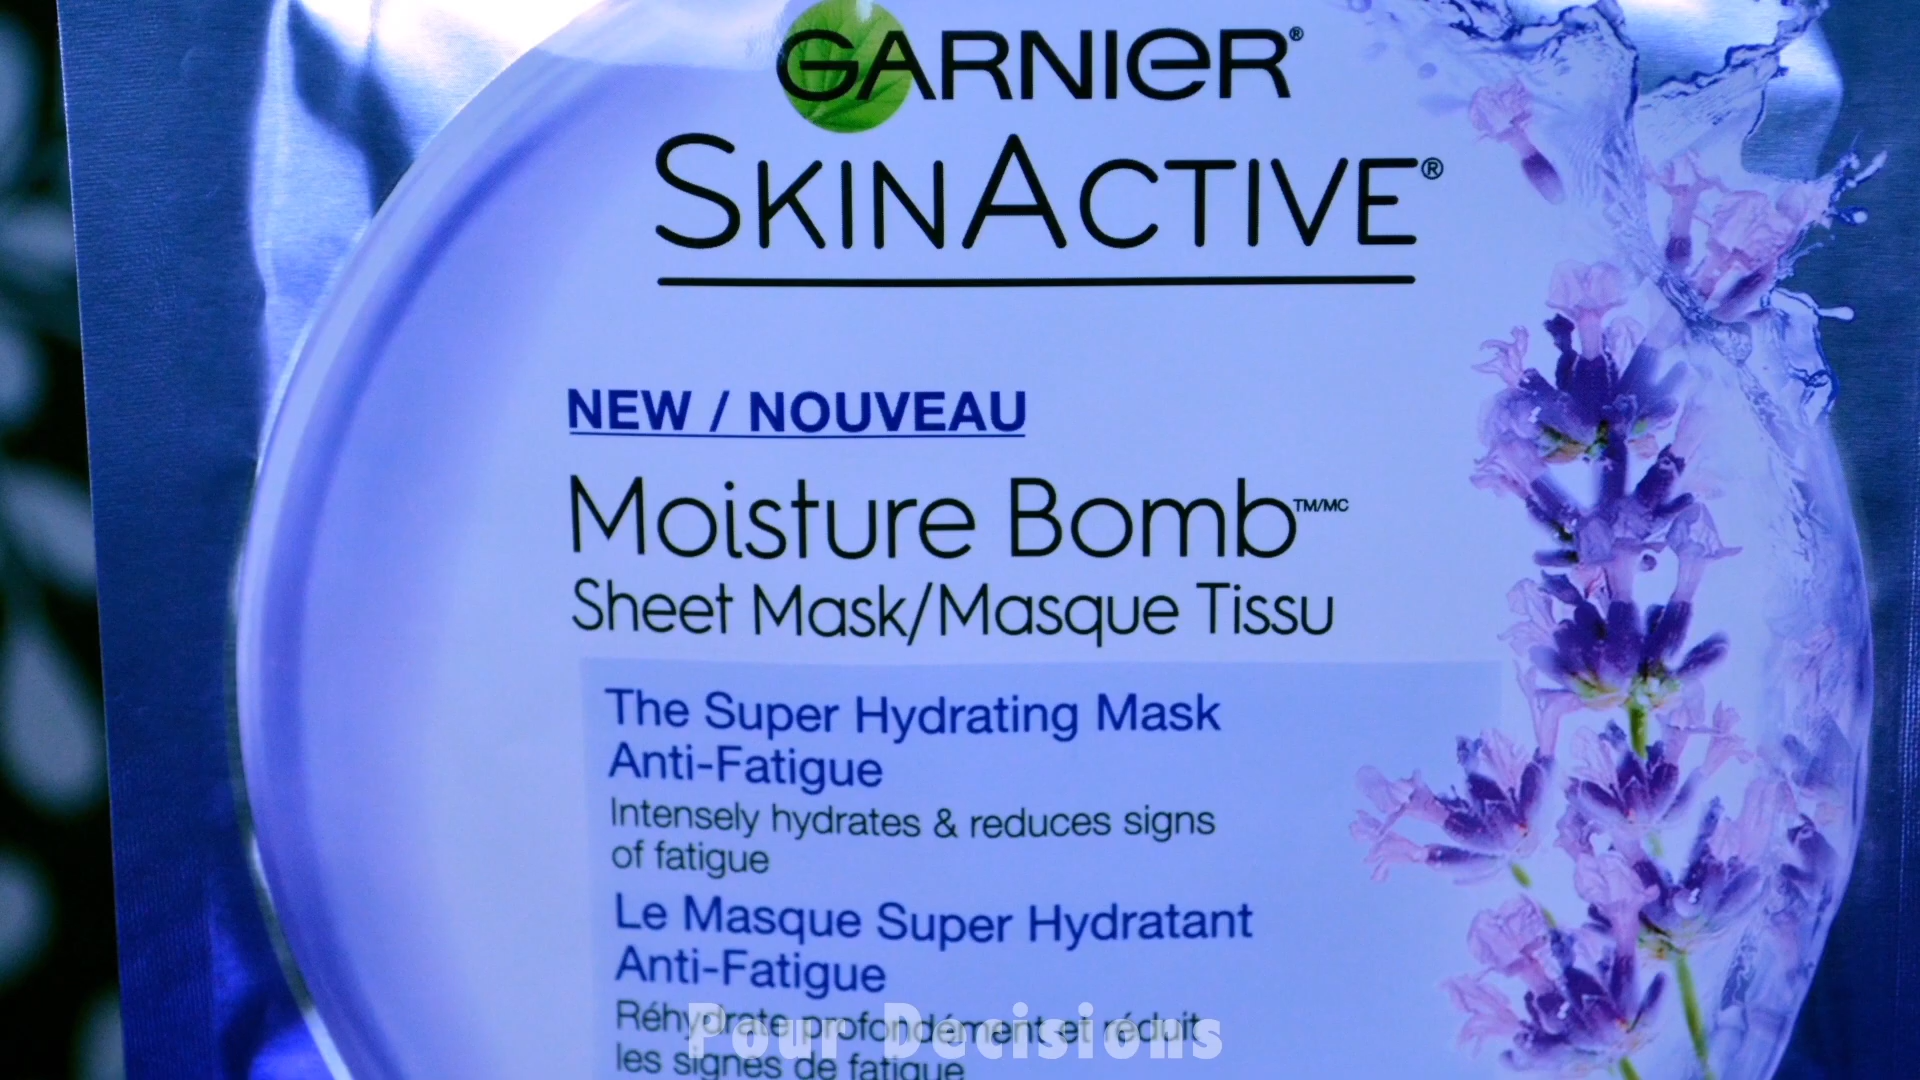 GARNIER®
SKINACTIVE®
NEW / NOUVEAU
Moisture Bomb™/MC
Sheet Mask/Masque Tissu
The Super Hydrating Mask
Anti-Fatigue
Intensely hydrates & reduces signs
of fatigue
Le Masque Super Hydratant
Anti-Fatigue
Réhydrate profondément et réduit
les signes de fatigue
Pour Decisions